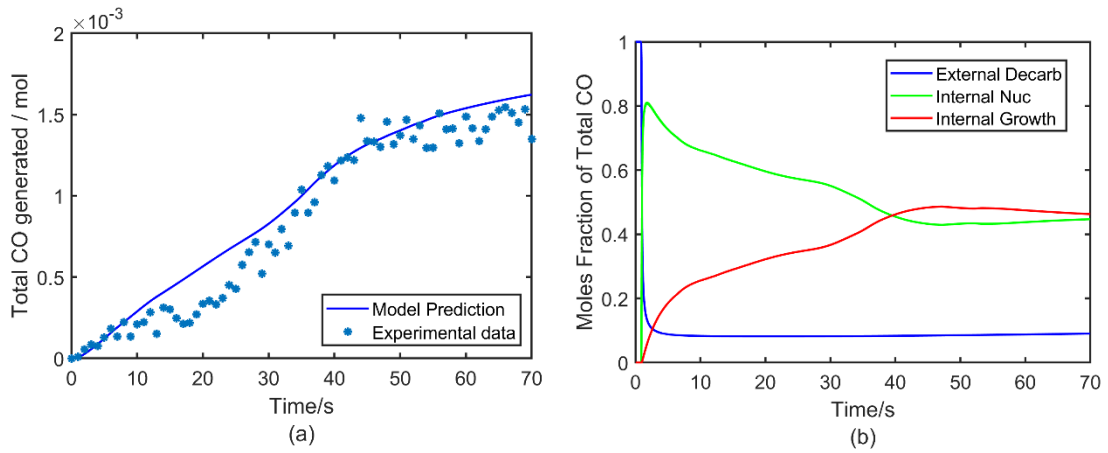 ×10⁻³
2
1.5
1
0.5
0
0 10 20 30 40 50 60 70
Total CO generated / mol
Time/s
Model Prediction
Experimental data
(a)
1
0.8
0.6
0.4
0.2
0
0 10 20 30 40 50 60 70
Moles Fraction of Total CO
Time/s
External Decarb
Internal Nuc
Internal Growth
(b)